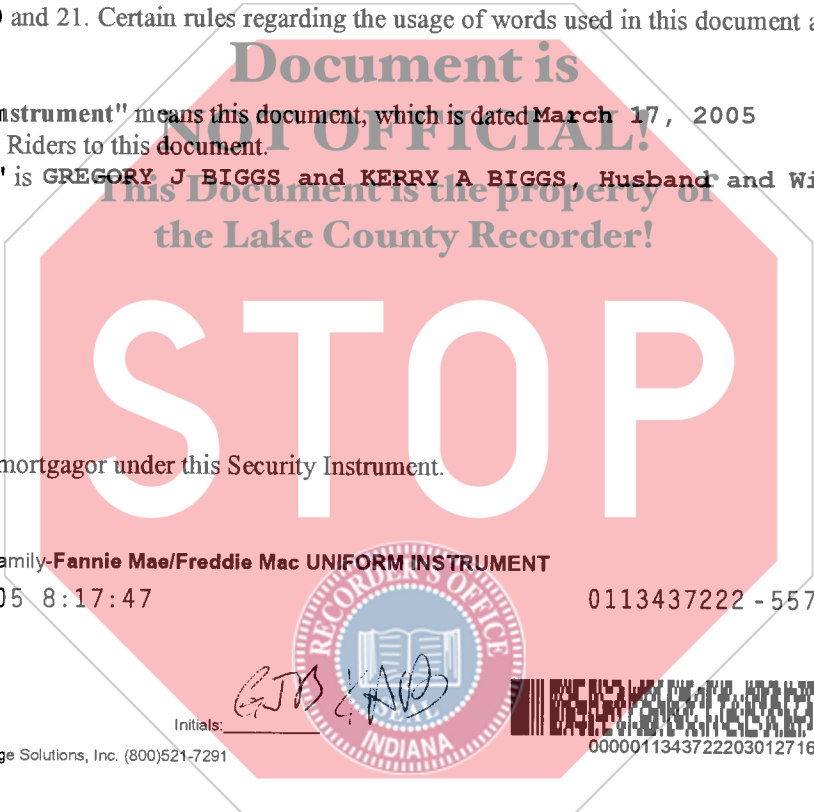 and 21. Certain rules regarding the usage of words used in this document a
Document is
nstrument" means this document, which is dated March 17, 2005
NOT OFFICIAL!
Riders to this document.
" is GREGORY J BIGGS and KERRY A BIGGS, Husband and Wi
This Document is the property of
the Lake County Recorder!
STOP
mortgagor under this Security Instrument.
amily-Fannie Mae/Freddie Mac UNIFORM INSTRUMENT
05 8:17:47
0113437222 - 557
RECORDER'S OFFICE
SEAL
INDIANA
GJB KAB
Initials:
ge Solutions, Inc. (800)521-7291
00000113437222203012716